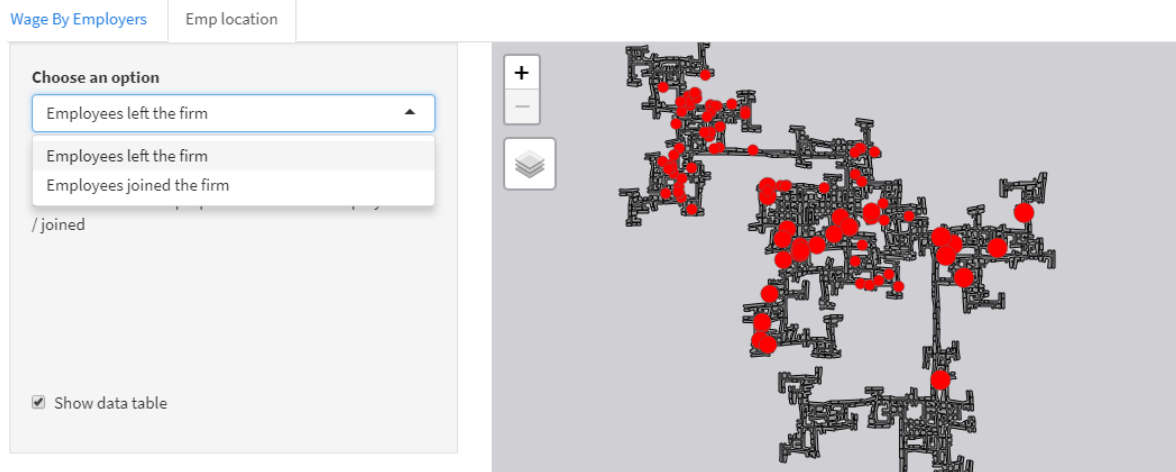 Wage By Employers
Emp location
Choose an option
Employees left the firm
Employees left the firm
Employees joined the firm
/ joined
Show data table
+
−